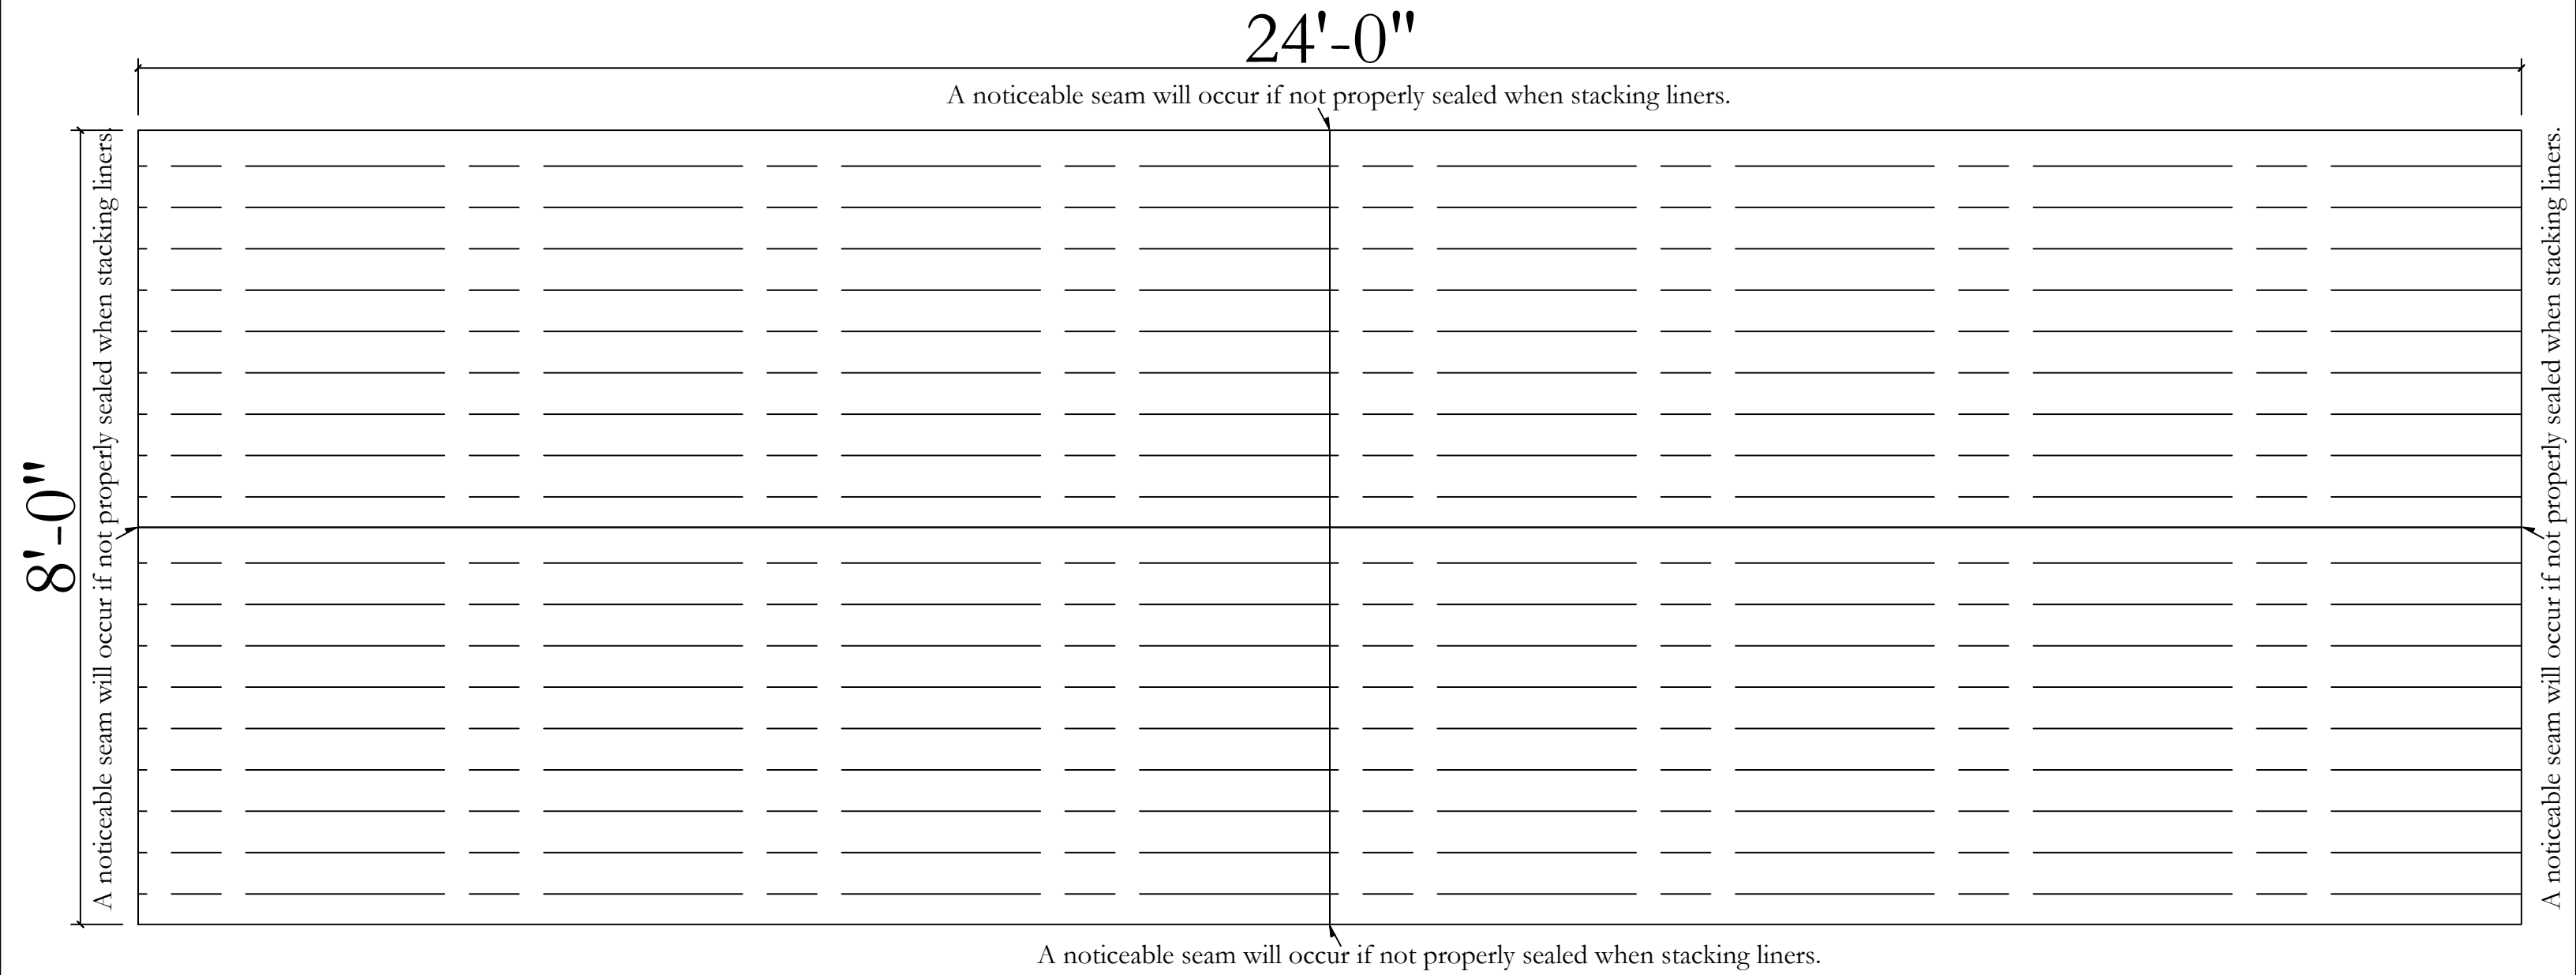 24'-0"
A noticeable seam will occur if not properly sealed when stacking liners.
8'-0"
A noticeable seam will occur if not properly sealed when stacking liners.
A noticeable seam will occur if not properly sealed when stacking liners.
A noticeable seam will occur if not properly sealed when stacking liners.